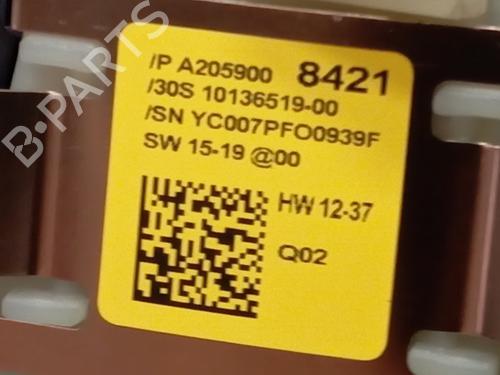 /P A205900 8421
/30S 10136519-00
/SN YC007PFO0939F
SW 15-19 @00
HW 12-37
Q02
B-PARTS